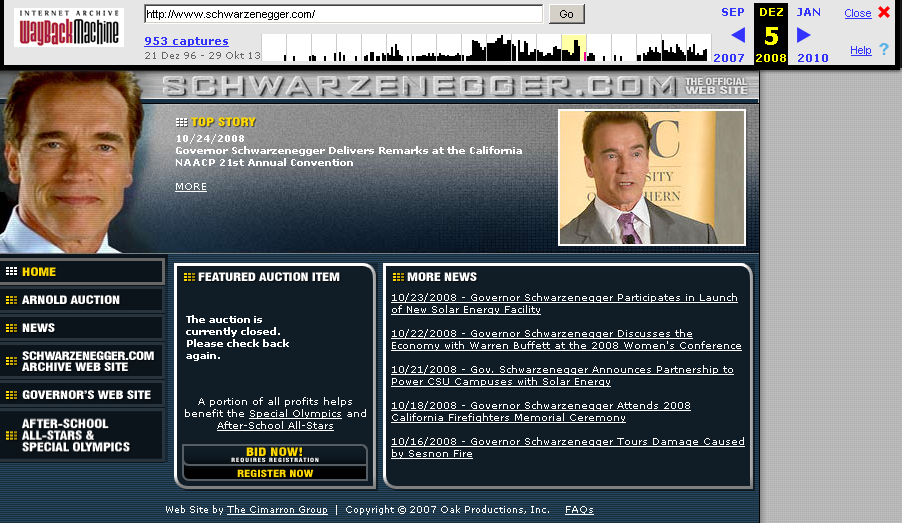 INTERNET ARCHIVE
WayBackMachine
http://www.schwarzenegger.com/
Go
953 captures
21 Dez 96 - 29 Okt 13
SEP DEZ JAN
5
2007 2008 2010
Close
Help ?
SCHWARZENEGGER.COM THE OFFICIAL WEB SITE
TOP STORY
10/24/2008
Governor Schwarzenegger Delivers Remarks at the California
NAACP 21st Annual Convention
MORE
C
SITY
HERN
HOME
ARNOLD AUCTION
NEWS
SCHWARZENEGGER.COM
ARCHIVE WEB SITE
GOVERNOR'S WEB SITE
AFTER-SCHOOL
ALL-STARS &
SPECIAL OLYMPICS
FEATURED AUCTION ITEM
The auction is
currently closed.
Please check back
again.
A portion of all profits helps
benefit the Special Olympics and
After-School All-Stars
BID NOW!
REQUIRES REGISTRATION
REGISTER NOW
MORE NEWS
10/23/2008 - Governor Schwarzenegger Participates in Launch
of New Solar Energy Facility
10/22/2008 - Governor Schwarzenegger Discusses the
Economy with Warren Buffett at the 2008 Women's Conference
10/21/2008 - Gov. Schwarzenegger Announces Partnership to
Power CSU Campuses with Solar Energy
10/18/2008 - Governor Schwarzenegger Attends 2008
California Firefighters Memorial Ceremony
10/16/2008 - Governor Schwarzenegger Tours Damage Caused
by Sesnon Fire
Web Site by The Cimarron Group | Copyright © 2007 Oak Productions, Inc. FAQs